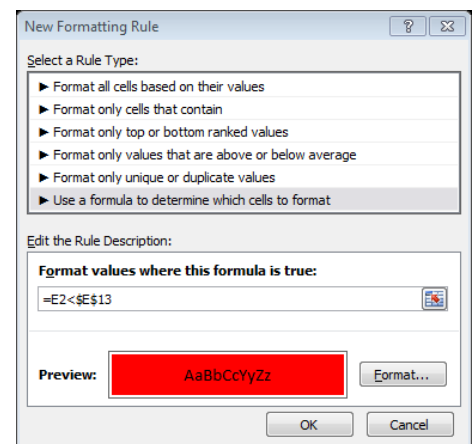 New Formatting Rule
Select a Rule Type:
► Format all cells based on their values
► Format only cells that contain
► Format only top or bottom ranked values
► Format only values that are above or below average
► Format only unique or duplicate values
► Use a formula to determine which cells to format
Edit the Rule Description:
Format values where this formula is true:
=E2<$E$13
Preview: AaBbCcYyZz Format...
OK Cancel